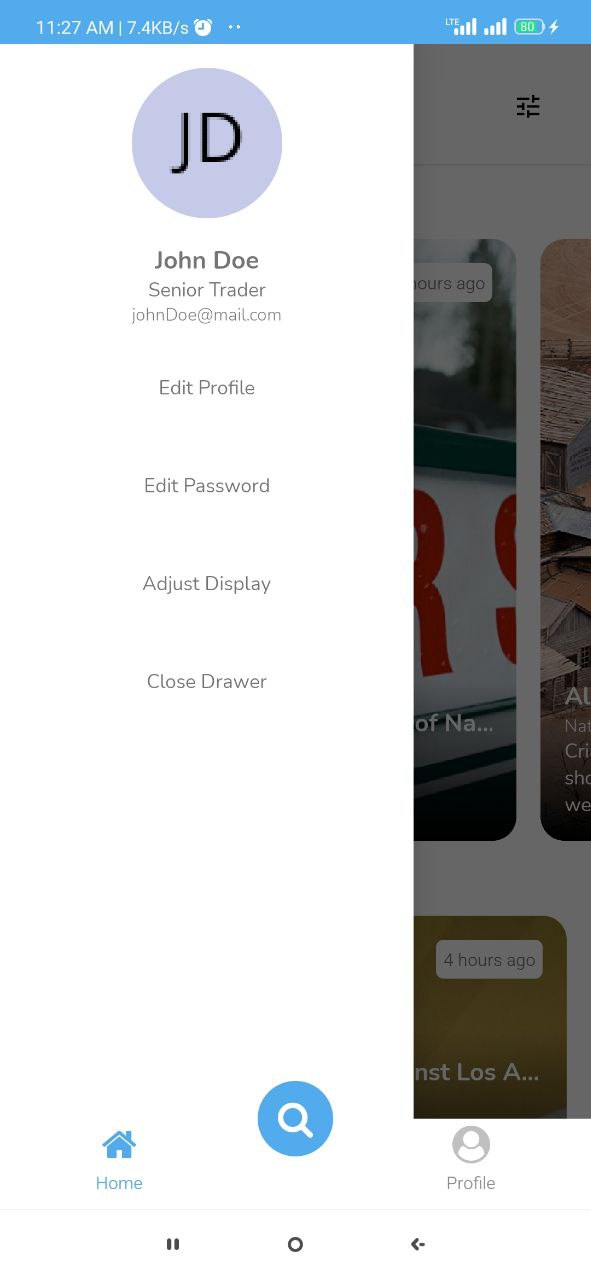 11:27 AM | 7.4KB/s
LTE
80
JD
John Doe
Senior Trader
johnDoe@mail.com
Edit Profile
Edit Password
Adjust Display
Close Drawer
hours ago
RS
of Na...
Al
Nat
Cri
sho
we
4 hours ago
nst Los A...
Home
Profile